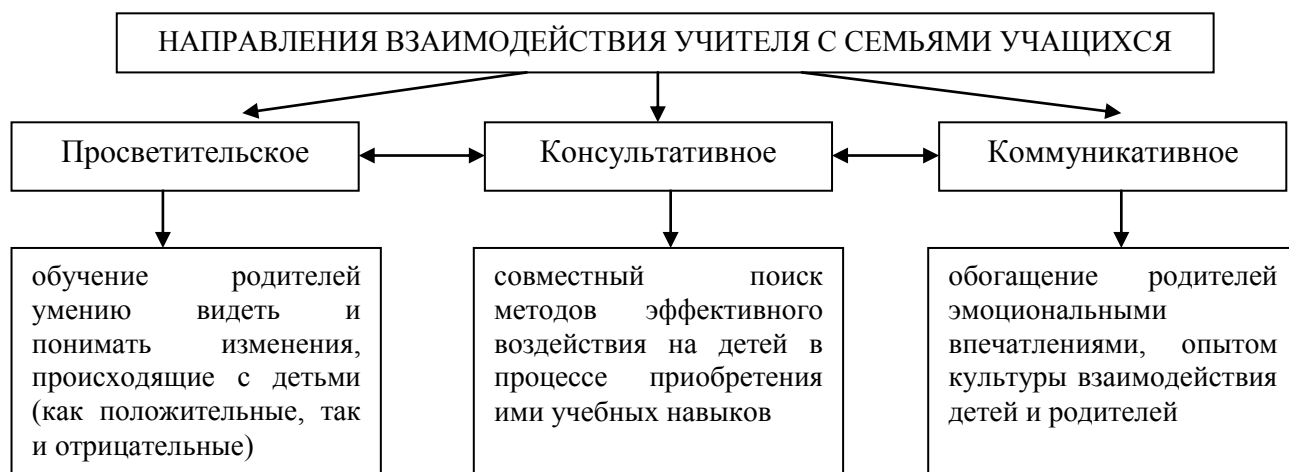 НАПРАВЛЕНИЯ ВЗАИМОДЕЙСТВИЯ УЧИТЕЛЯ С СЕМЬЯМИ УЧАЩИХСЯ
Просветительское
Консультативное
Коммуникативное
обучение родителей
умению видеть и
понимать изменения,
происходящие с детьми
(как положительные, так
и отрицательные)
совместный поиск
методов эффективного
воздействия на детей в
процессе приобретения
ими учебных навыков
обогащение родителей
эмоциональными
впечатлениями, опытом
культуры взаимодействия
детей и родителей